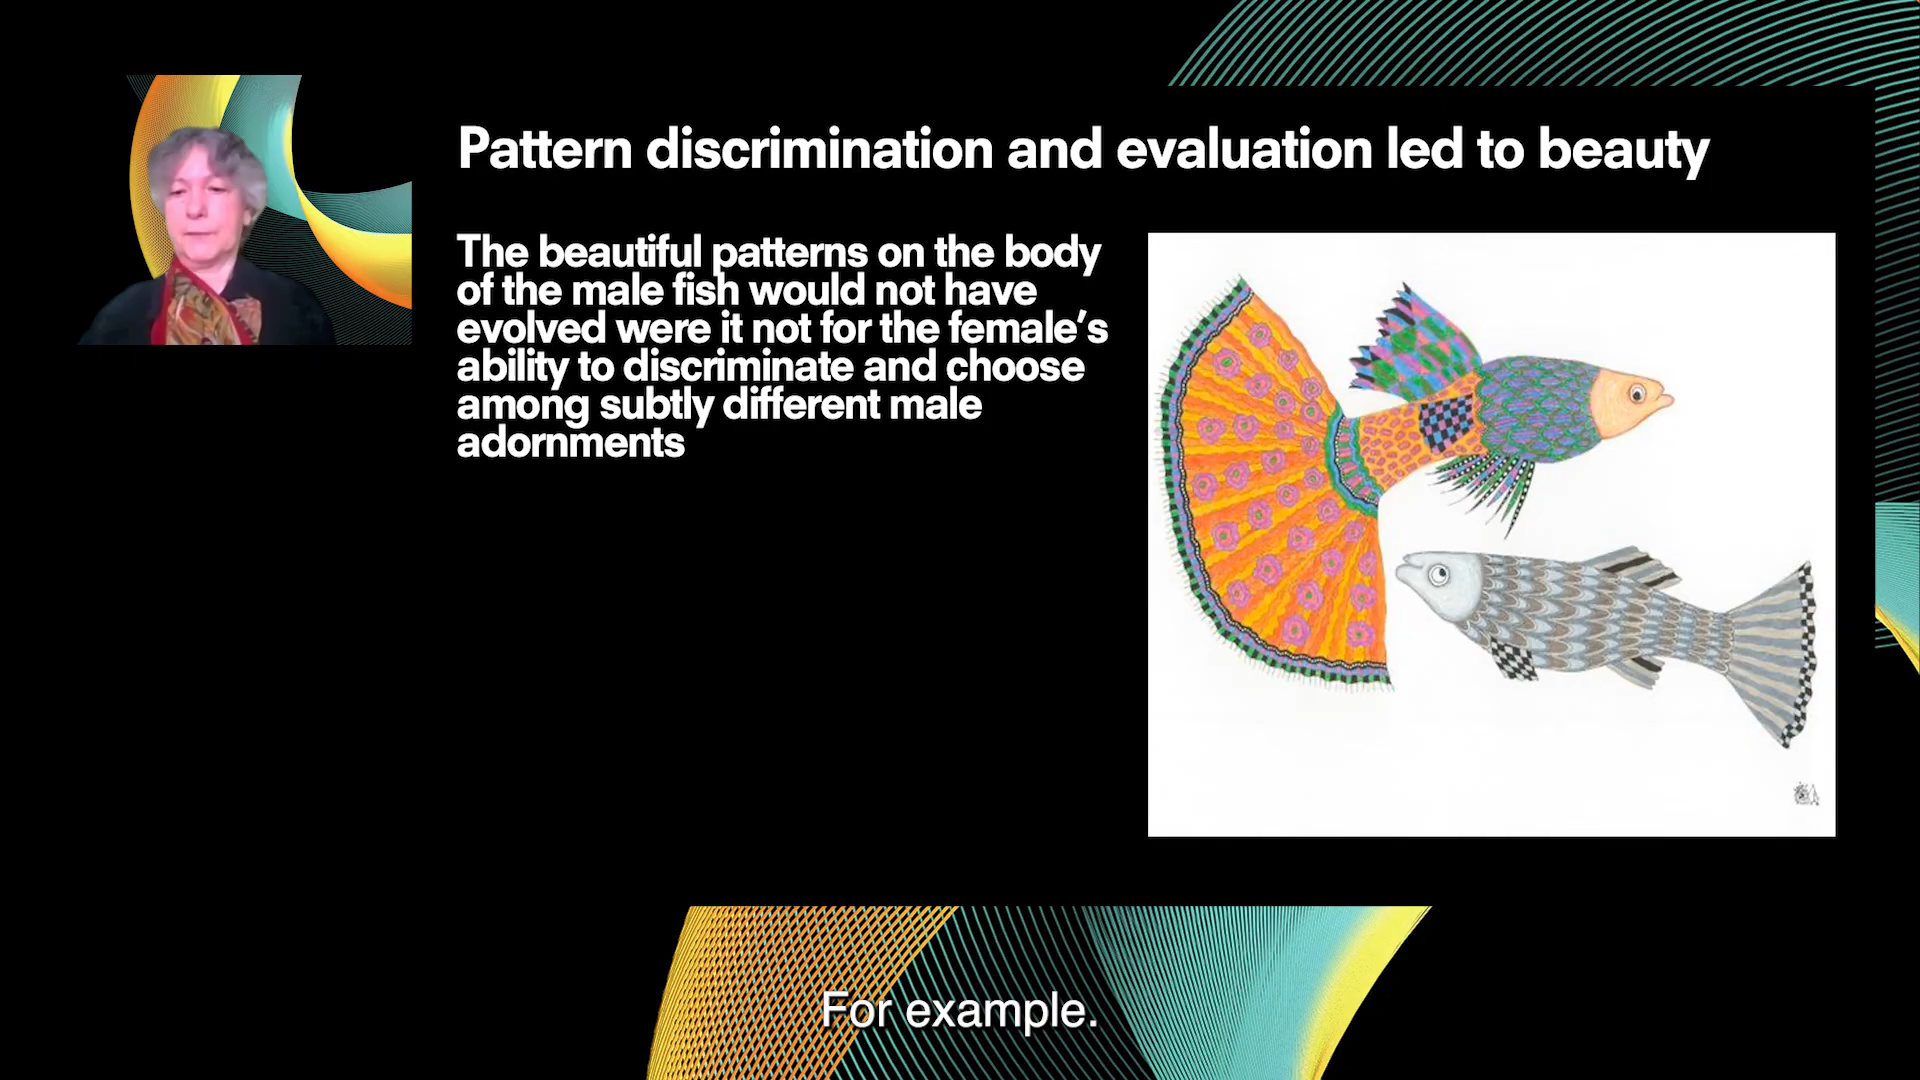 Pattern discrimination and evaluation led to beauty
The beautiful patterns on the body
of the male fish would not have
evolved were it not for the female’s
ability to discriminate and choose
among subtly different male
adornments
For example.